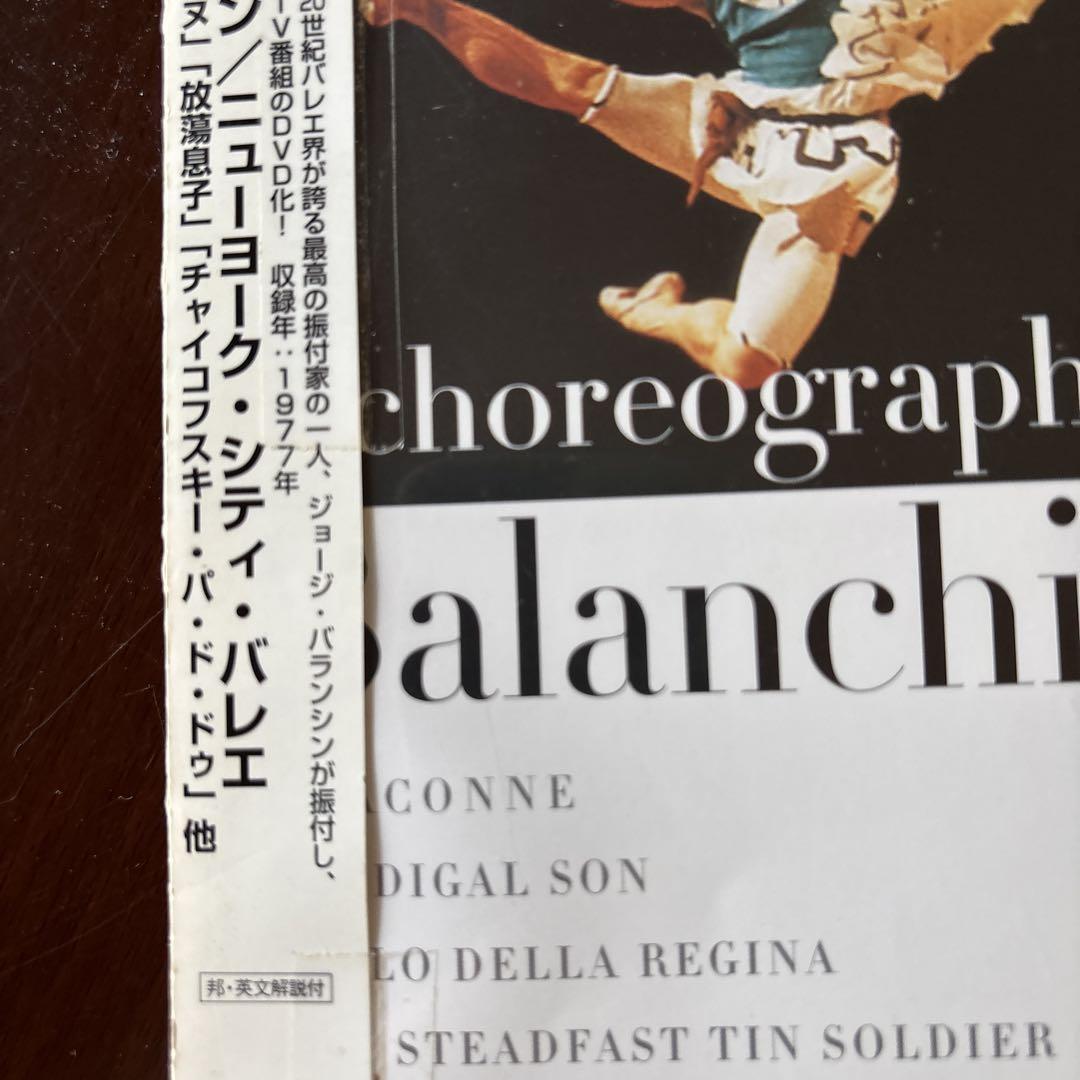 20世紀バレエ界が誇る最高の振付家の一人、ジョージ・バランシンが振付し、
TV番組のDVD化! 収録年:1977年
ン/ニューヨーク・シティ・バレエ
ヌ」「放蕩息子」「チャイコフスキー・パ・ド・ドゥ」他
邦・英文解説付
choreograph
Balanchi
ACONNE
DIGAL SON
LO DELLA REGINA
STEADFAST TIN SOLDIER